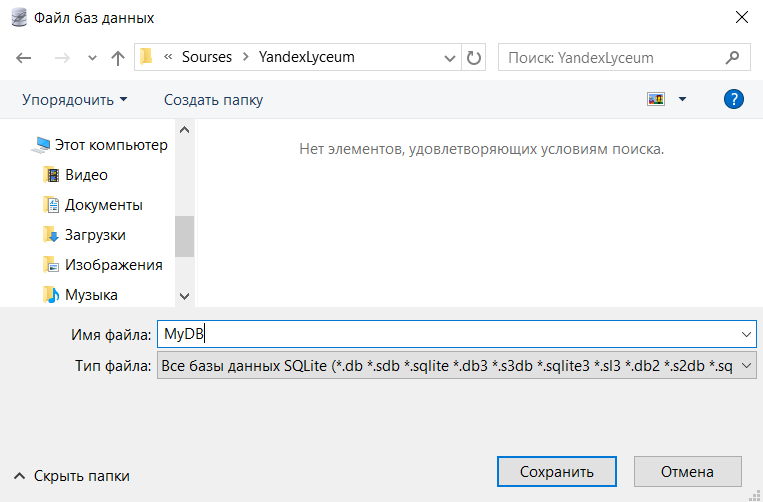 Файл баз данных
« Sourses > YandexLyceum
Поиск: YandexLyceum
Упорядочить
Создать папку
?
Этот компьютер
Видео
Документы
Загрузки
Изображения
Музыка
Нет элементов, удовлетворяющих условиям поиска.
Имя файла: MyDB
Тип файла: Все базы данных SQLite (*.db *.sdb *.sqlite *.db3 *.s3db *.sqlite3 *.sl3 *.db2 *.s2db *.sq
Скрыть папки
Сохранить
Отмена